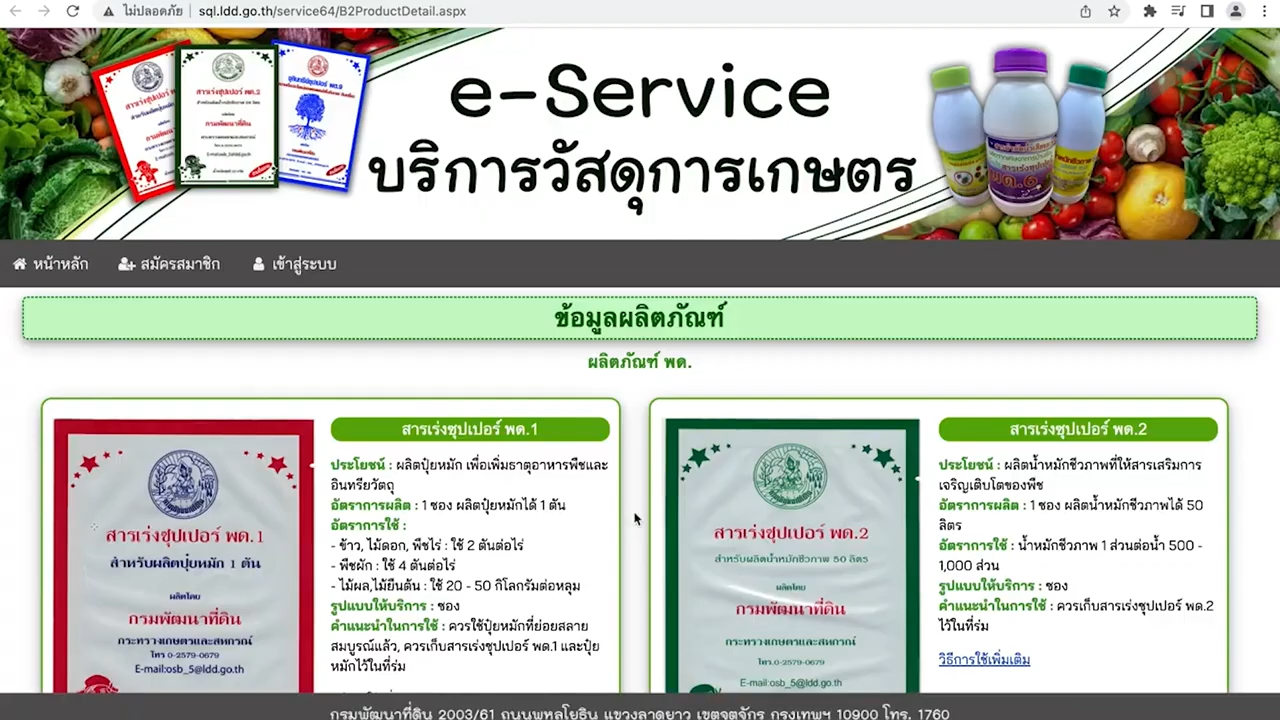 ไม่ปลอดภัย
sql.ldd.go.th/service64/B2ProductDetail.aspx
e-Service
บริการวัสดุการเกษตร
หน้าหลัก
สมัครสมาชิก
เข้าสู่ระบบ
ข้อมูลผลิตภัณฑ์
ผลิตภัณฑ์ พด.
สารเร่งซุปเปอร์ พด.1
สำหรับผลิตปุ๋ยหมัก 1 ตัน
ผลิตโดย
กรมพัฒนาที่ดิน
กระทรวงเกษตรและสหกรณ์
โทร 0-2579-0679
E-mail:osb_5@ldd.go.th
สารเร่งซุปเปอร์ พด.1
ประโยชน์ : ผลิตปุ๋ยหมัก เพื่อเพิ่มธาตุอาหารพืชและ
อินทรียวัตถุ
อัตราการผลิต : 1 ซอง ผลิตปุ๋ยหมักได้ 1 ตัน
อัตราการใช้ :
- ข้าว, ไม้ดอก, พืชไร่ : ใช้ 2 ตันต่อไร่
- พืชผัก : ใช้ 4 ตันต่อไร่
- ไม้ผล,ไม้ยืนต้น : ใช้ 20 - 50 กิโลกรัมต่อหลุม
รูปแบบให้บริการ : ซอง
คำแนะนำในการใช้ : ควรใช้ปุ๋ยหมักที่ย่อยสลาย
สมบูรณ์แล้ว, ควรเก็บสารเร่งซุปเปอร์ พด.1 และปุ๋ย
หมักไว้ในที่ร่ม
สารเร่งซุปเปอร์ พด.2
สำหรับผลิตน้ำหมักชีวภาพ 50 ลิตร
ผลิตโดย
กรมพัฒนาที่ดิน
กระทรวงเกษตรและสหกรณ์
โทร.0-2579-0679
E-mail:osb_5@ldd.go.th
สารเร่งซุปเปอร์ พด.2
ประโยชน์ : ผลิตน้ำหมักชีวภาพที่ให้สารเสริมการ
เจริญเติบโตของพืช
อัตราการผลิต : 1 ซอง ผลิตน้ำหมักชีวภาพได้ 50
ลิตร
อัตราการใช้ : น้ำหมักชีวภาพ 1 ส่วนต่อน้ำ 500 -
1,000 ส่วน
รูปแบบให้บริการ : ซอง
คำแนะนำในการใช้ : ควรเก็บสารเร่งซุปเปอร์ พด.2
ไว้ในที่ร่ม
วิธีการใช้เพิ่มเติม
กรมพัฒนาที่ดิน 2003/61 ถนนพหลโยธิน แขวงลาดยาว เขตจตุจักร กรุงเทพฯ 10900 โทร. 1760